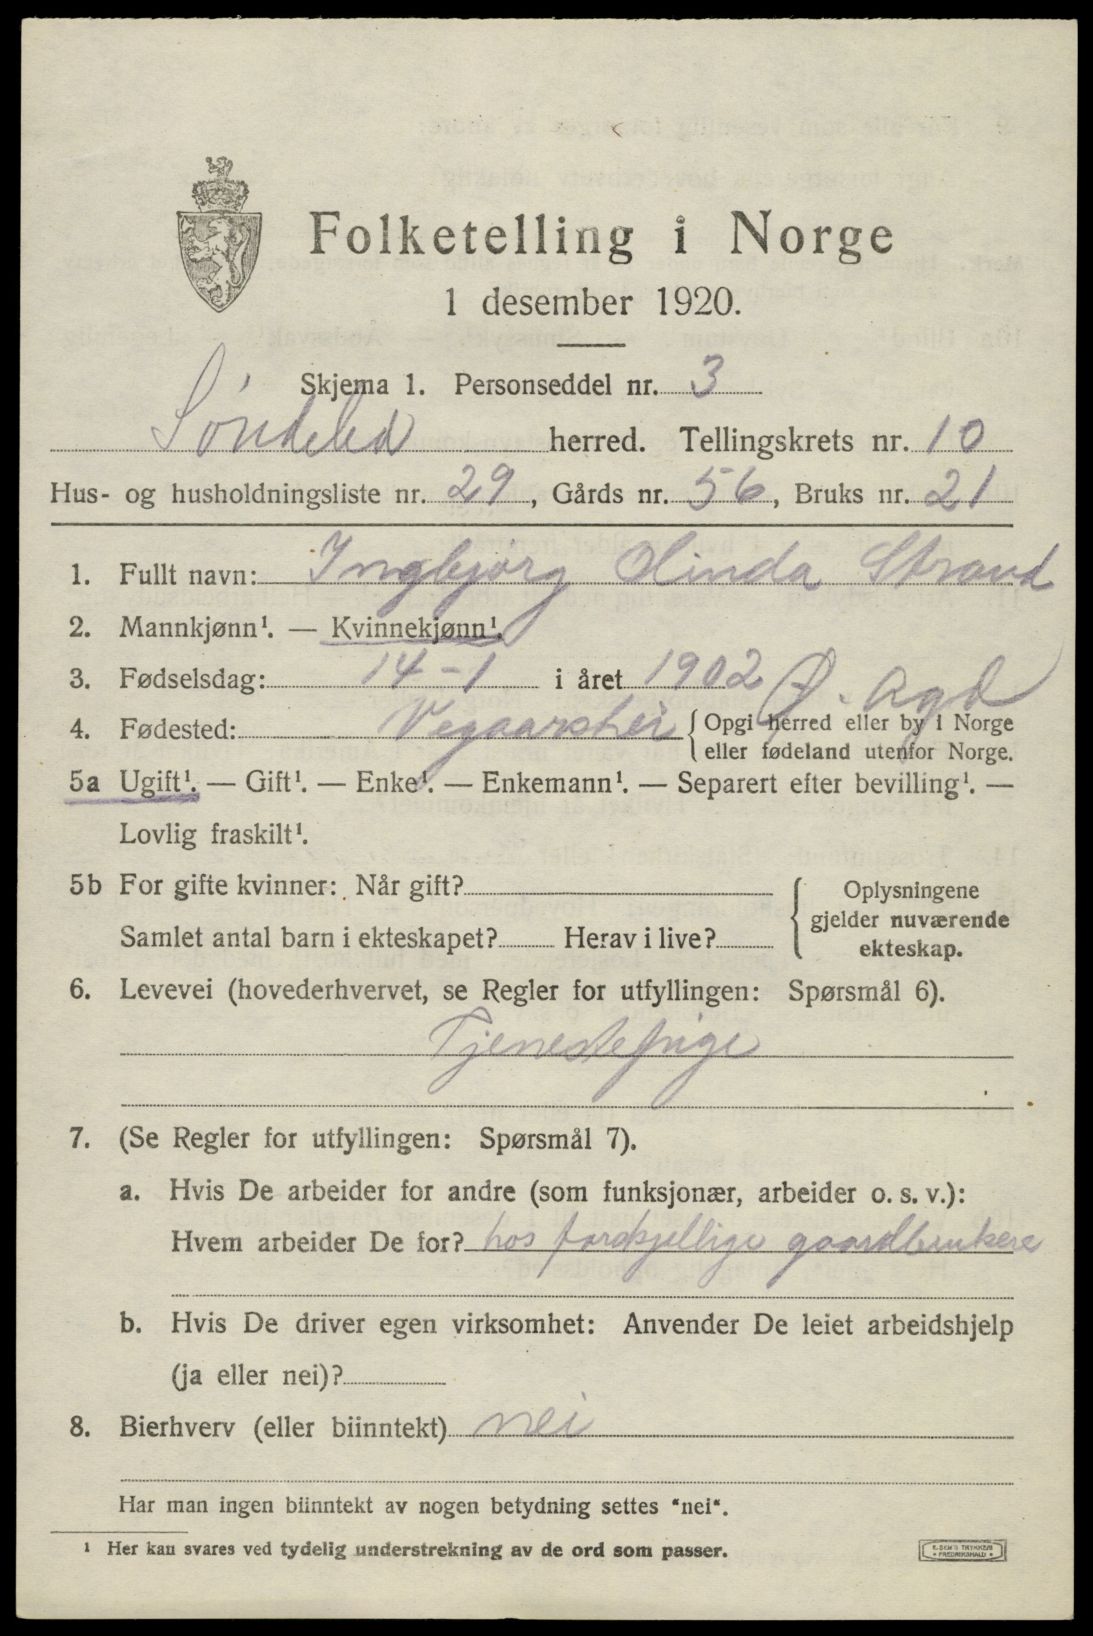 Folketelling i Norge
1 desember 1920.
Skjema 1. Personseddel nr. 3
Søndeled herred. Tellingskrets nr. 10
Hus- og husholdningsliste nr. 29, Gårds nr. 56, Bruks nr. 21
1. Fullt navn: Ingbjørg Olinda Strand
2. Mannkjønn¹. — Kvinnekjønn¹.
3. Fødselsdag: 14-1 i året 1902 Ø. Agd
4. Fødested: Vegaarshei { Opgi herred eller by i Norge
eller fødeland utenfor Norge.
5a Ugift¹. — Gift¹. — Enke¹. — Enkemann¹. — Separert efter bevilling¹. —
Lovlig fraskilt¹.
5b For gifte kvinner: Når gift?
Samlet antal barn i ekteskapet? Herav i live?
{ Oplysningene
gjelder nuværende
ekteskap.
6. Levevei (hovederhvervet, se Regler for utfyllingen: Spørsmål 6).
Tjenestepige
7. (Se Regler for utfyllingen: Spørsmål 7).
a. Hvis De arbeider for andre (som funksjonær, arbeider o. s. v.):
Hvem arbeider De for? hos forskjellige gaardbrukere
b. Hvis De driver egen virksomhet: Anvender De leiet arbeidshjelp
(ja eller nei)?
8. Bierhverv (eller biinntekt) nei
Har man ingen biinntekt av nogen betydning settes "nei".
¹ Her kan svares ved tydelig understrekning av de ord som passer.